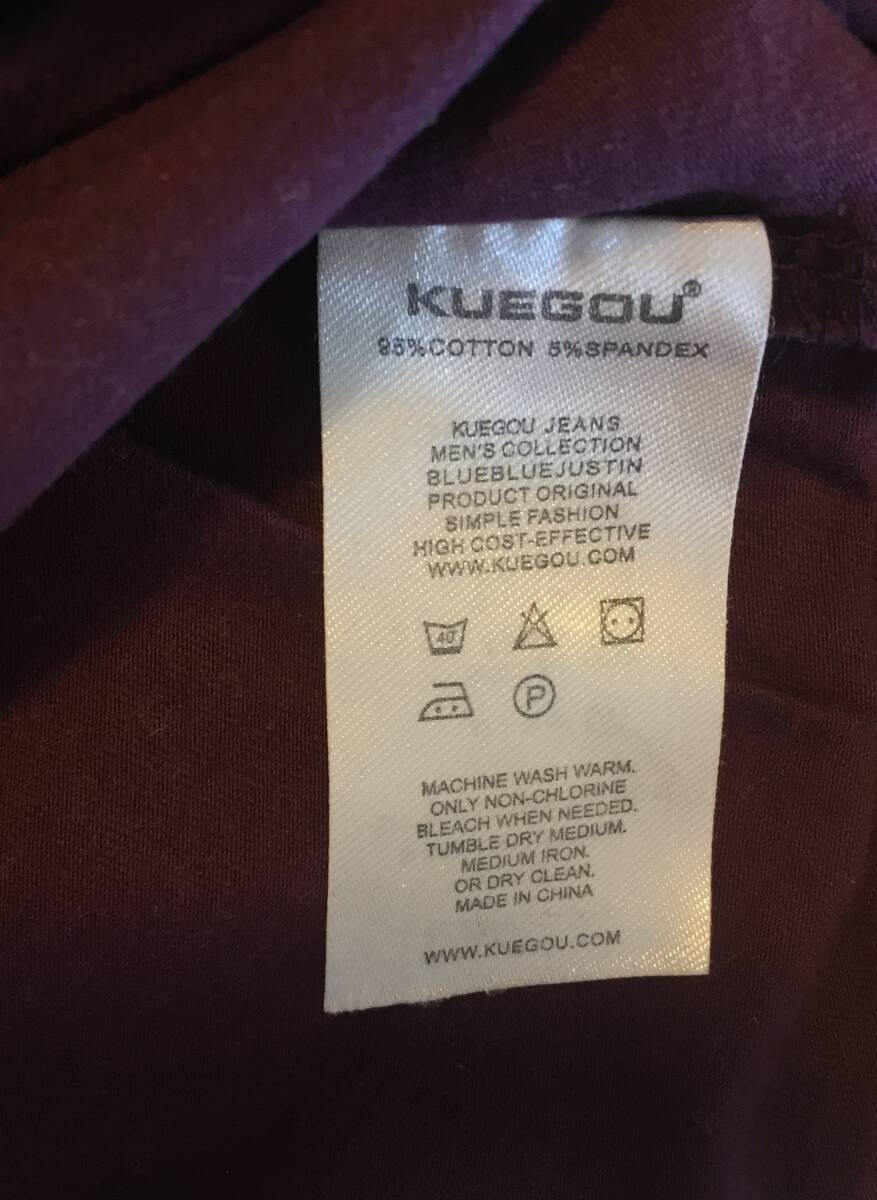 KUEGOU®
95%COTTON 5%SPANDEX
KUEGOU JEANS
MEN'S COLLECTION
BLUEBLUEJUSTIN
PRODUCT ORIGINAL
SIMPLE FASHION
HIGH COST-EFFECTIVE
WWW.KUEGOU.COM
40
P
MACHINE WASH WARM.
ONLY NON-CHLORINE
BLEACH WHEN NEEDED.
TUMBLE DRY MEDIUM.
MEDIUM IRON.
OR DRY CLEAN.
MADE IN CHINA
WWW.KUEGOU.COM